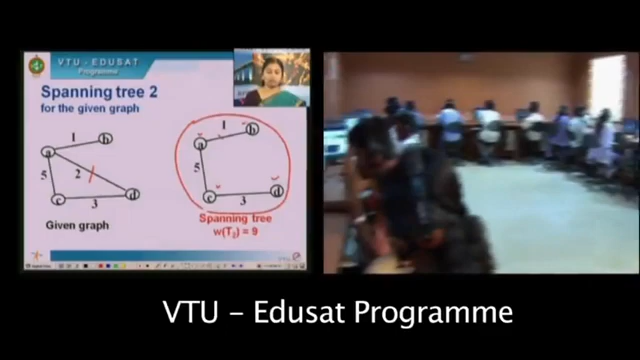 VTU - EDUSAT
Programme
Spanning tree 2
for the given graph
1
b
a
5
2
c
3
d
Given graph
1
b
a
5
c
3
d
Spanning tree
w(T₂) = 9
VTU – Edusat Programme